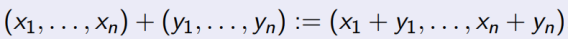 (x₁, . . . , xₙ) + (y₁, . . . , yₙ) := (x₁ + y₁, . . . , xₙ + yₙ)